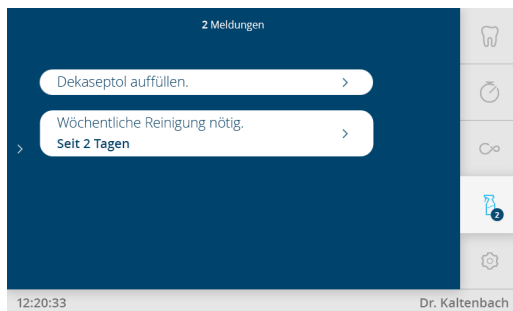 2 Meldungen
Dekaseptol auffüllen.
Wöchentliche Reinigung nötig.
Seit 2 Tagen
2
12:20:33
Dr. Kaltenbach